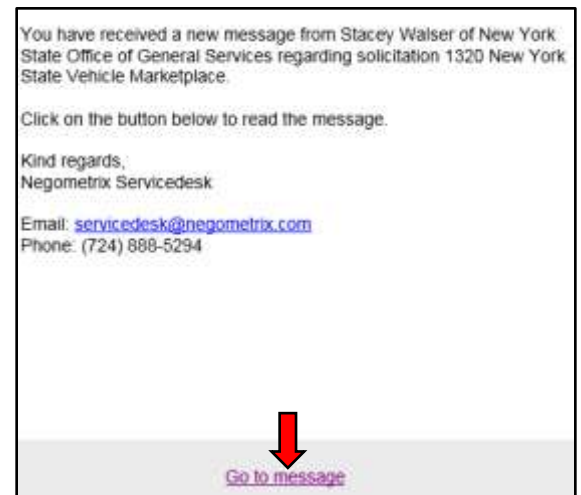 You have received a new message from Stacey Walser of New York
State Office of General Services regarding solicitation 1320 New York
State Vehicle Marketplace.
Click on the button below to read the message.
Kind regards,
Negometrix Servicedesk
Email: servicedesk@negometrix.com
Phone: (724) 888-5294
Go to message